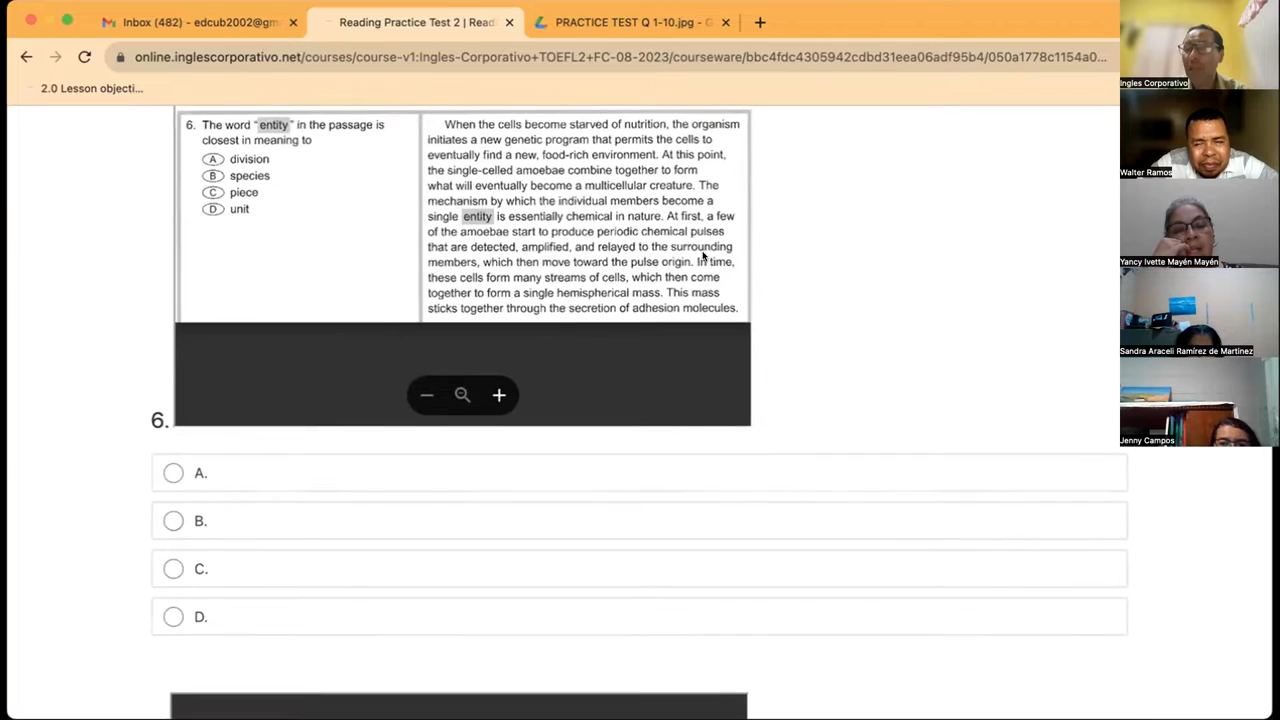 Inbox (482) - edcub2002@gm
Reading Practice Test 2 | Read
PRACTICE TEST Q 1-10.jpg - G
online.inglescorporativo.net/courses/course-v1:Ingles-Corporativo+TOEFL2+FC-08-2023/courseware/bbc4fdc4305942cdbd31eea06adf95b4/050a1778c1154a0...
2.0 Lesson objecti...
6. The word "entity" in the passage is
closest in meaning to
A division
B species
C piece
D unit
When the cells become starved of nutrition, the organism
initiates a new genetic program that permits the cells to
eventually find a new, food-rich environment. At this point,
the single-celled amoebae combine together to form
what will eventually become a multicellular creature. The
mechanism by which the individual members become a
single entity is essentially chemical in nature. At first, a few
of the amoebae start to produce periodic chemical pulses
that are detected, amplified, and relayed to the surrounding
members, which then move toward the pulse origin. In time,
these cells form many streams of cells, which then come
together to form a single hemispherical mass. This mass
sticks together through the secretion of adhesion molecules.
6.
A.
B.
C.
D.
Ingles Corporativo
Walter Ramos
Yancy Ivette Mayén Mayén
Sandra Araceli Ramírez de Martínez
Jenny Campos